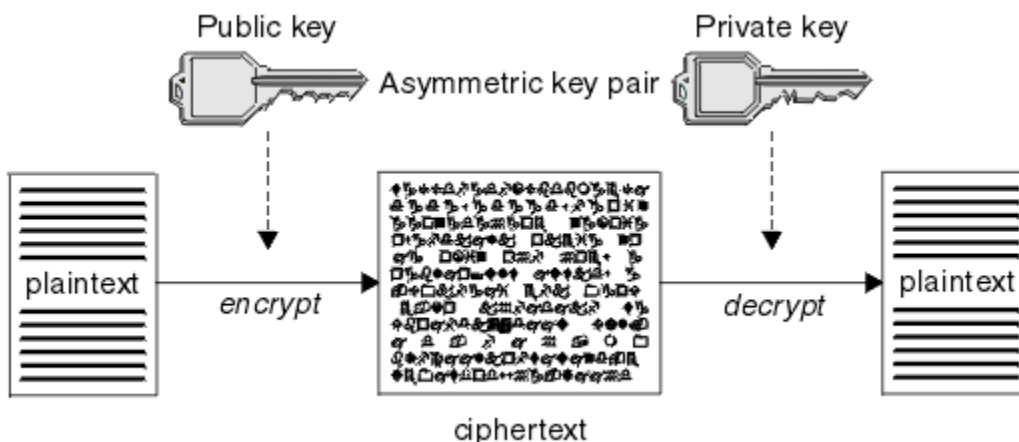 Public key
Private key
Asymmetric key pair
plaintext
encrypt
decrypt
plaintext
ciphertext